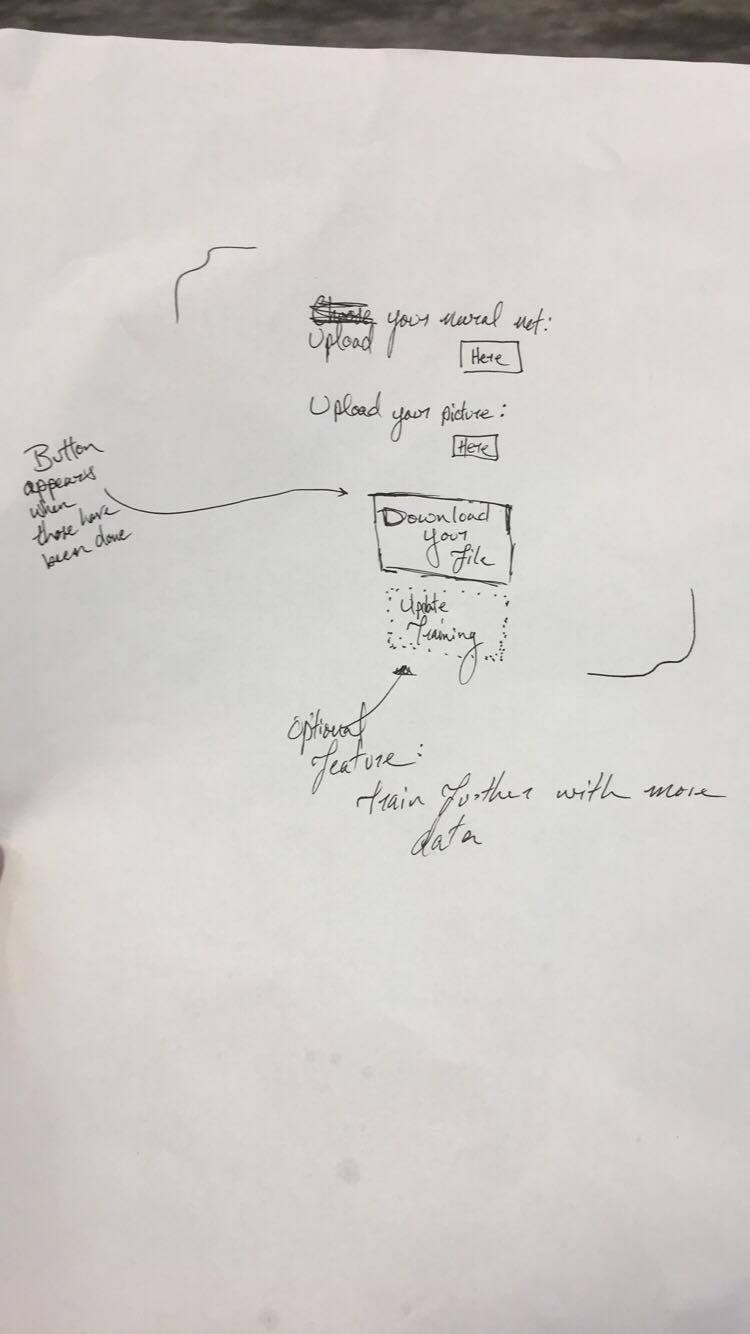 Choose your neural net:
Upload
Here
Upload your picture:
Here
Button
appears
when
those have
been done
Download
your
file
Update
Training
Optional
feature:
train further with more
data